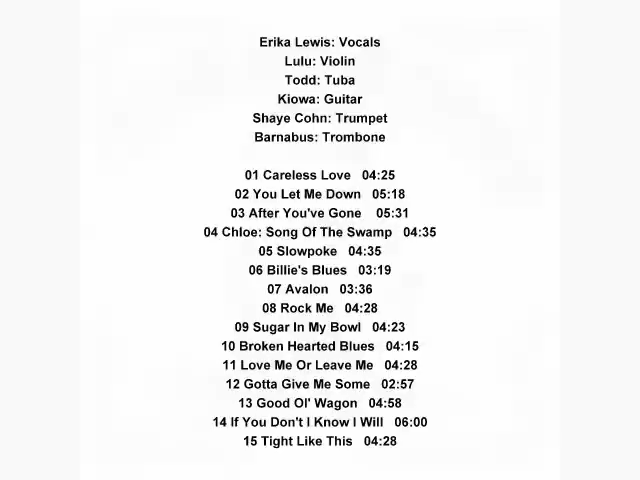 Erika Lewis: Vocals
Lulu: Violin
Todd: Tuba
Kiowa: Guitar
Shaye Cohn: Trumpet
Barnabus: Trombone
01 Careless Love 04:25
02 You Let Me Down 05:18
03 After You've Gone 05:31
04 Chloe: Song Of The Swamp 04:35
05 Slowpoke 04:35
06 Billie's Blues 03:19
07 Avalon 03:36
08 Rock Me 04:28
09 Sugar In My Bowl 04:23
10 Broken Hearted Blues 04:15
11 Love Me Or Leave Me 04:28
12 Gotta Give Me Some 02:57
13 Good Ol' Wagon 04:58
14 If You Don't I Know I Will 06:00
15 Tight Like This 04:28